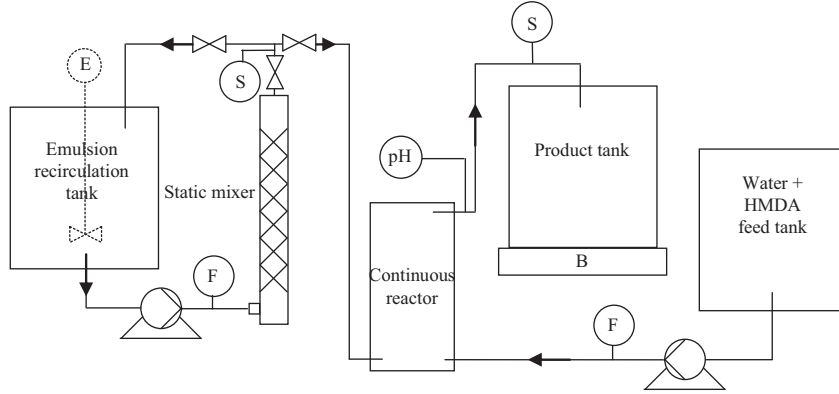 S
E
S
Emulsion
recirculation
tank
Static mixer
pH
Product tank
Water +
HMDA
feed tank
B
F
Continuous
reactor
F